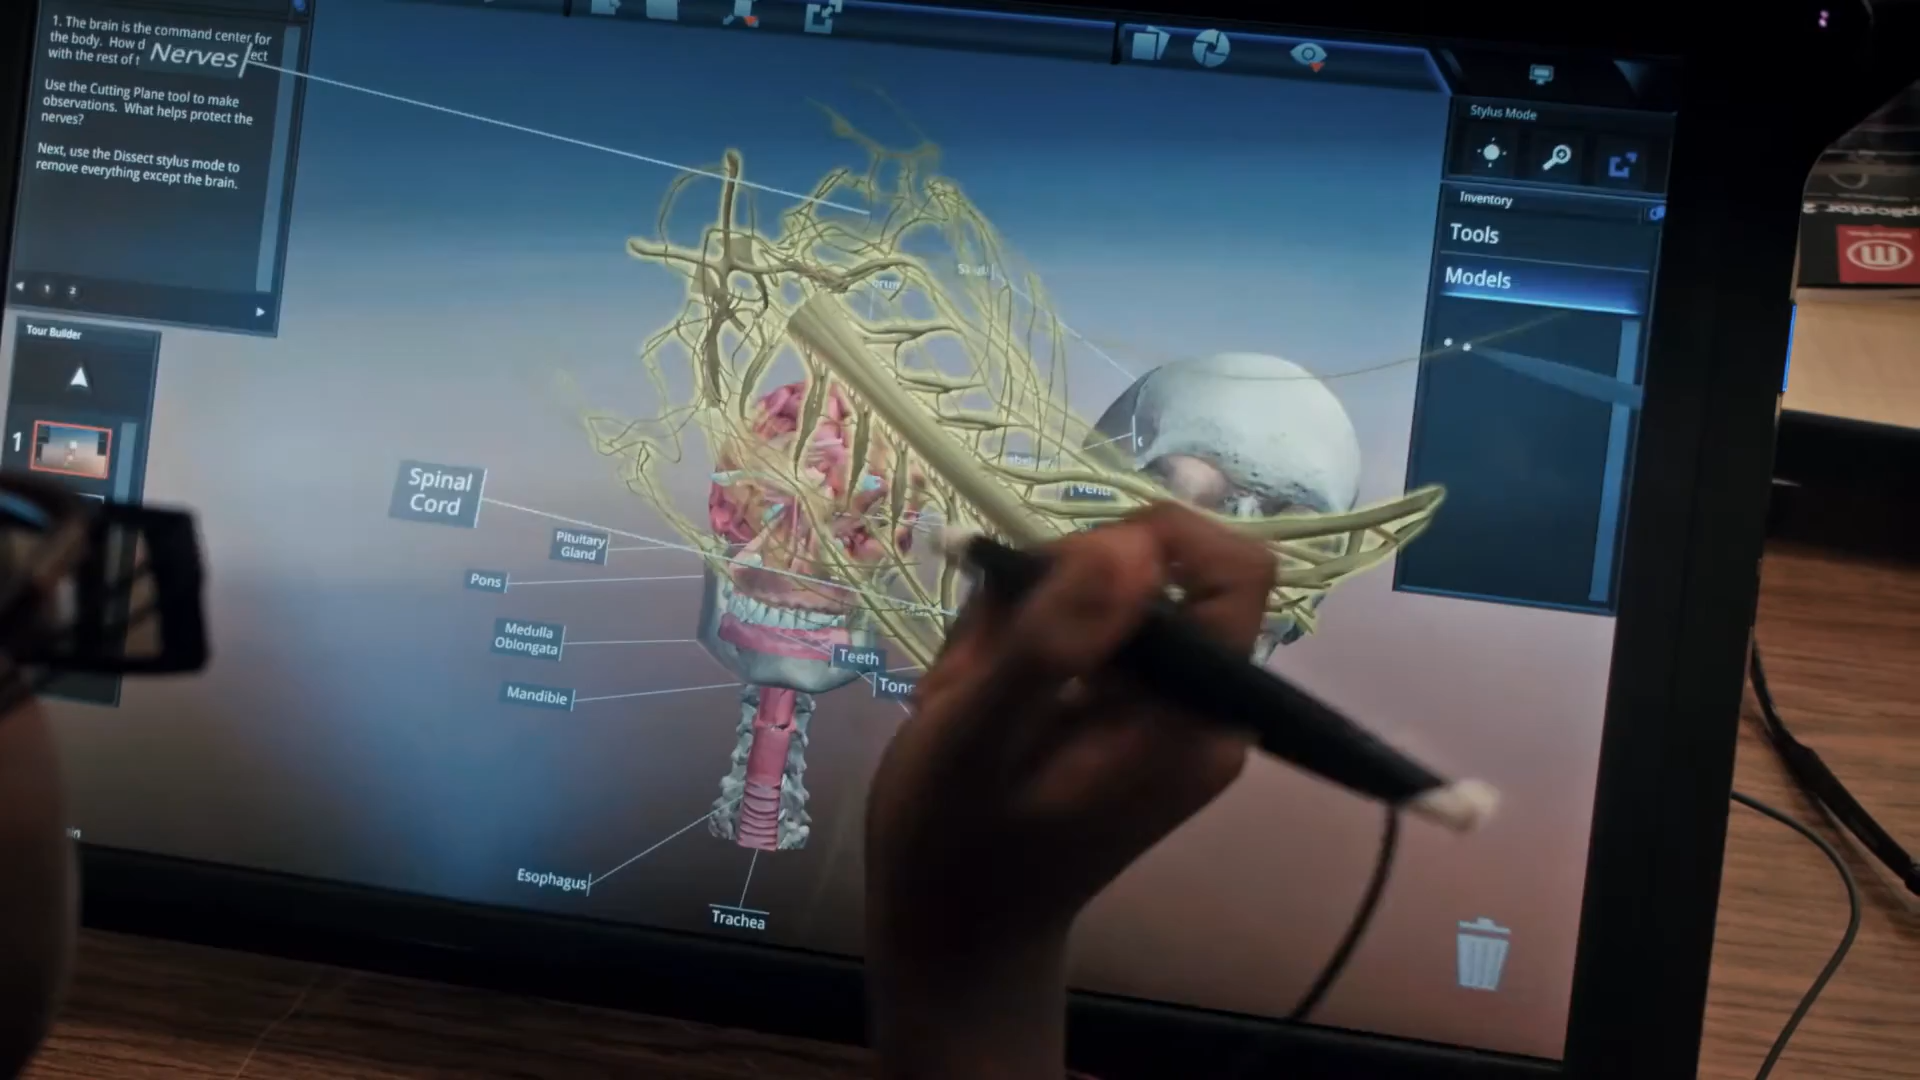 1. The brain is the command center for
the body. How d
with the rest of
Nerves
ect
Use the Cutting Plane tool to make
observations. What helps protect the
nerves?
Next, use the Dissect stylus mode to
remove everything except the brain.
1 2
Tour Builder
1
Stylus Mode
Inventory
Tools
Models
Skull
Spinal
Cord
Pituitary
Gland
Pons
Medulla
Oblongata
Mandible
Teeth
Tong
Esophagus
Trachea